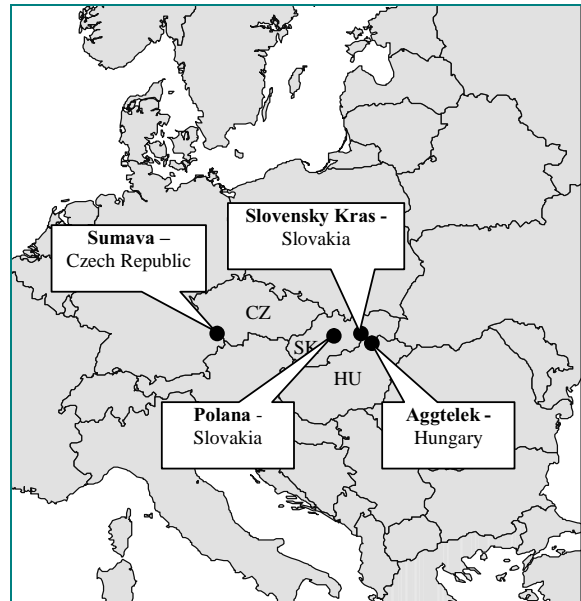 Slovensky Kras -
Slovakia
Sumava –
Czech Republic
CZ
SK
HU
Polana -
Slovakia
Aggtelek -
Hungary